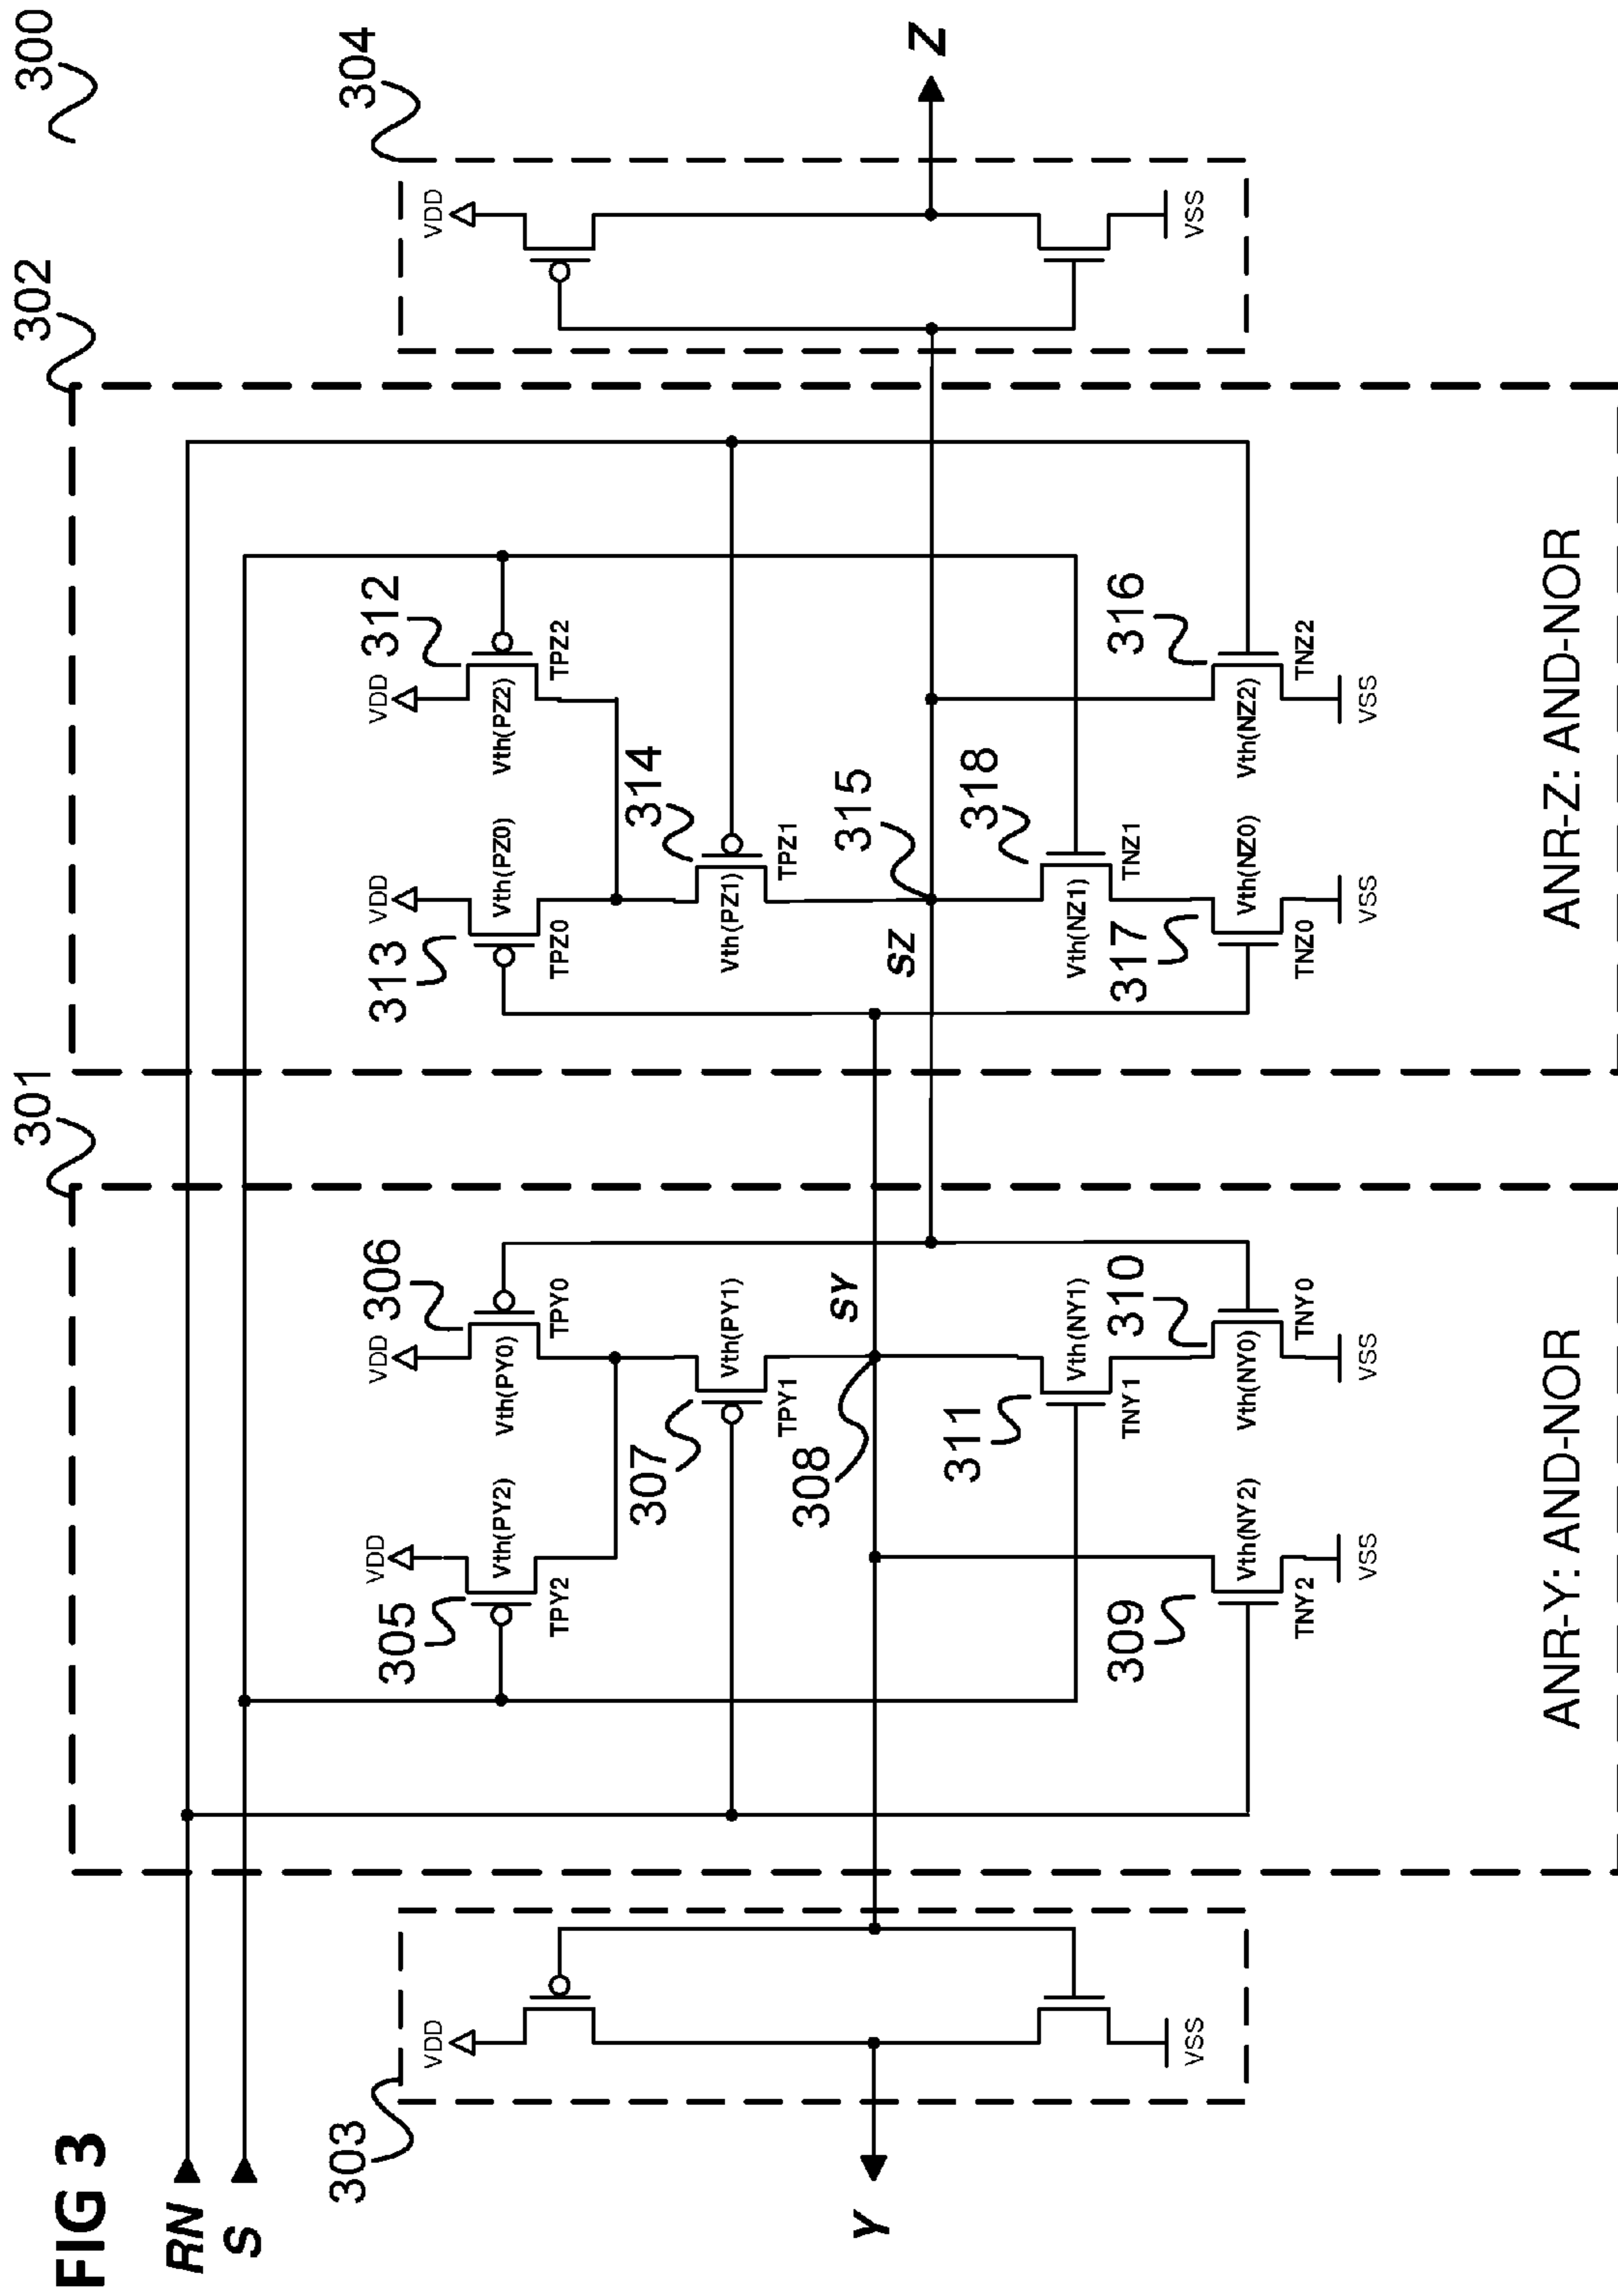 FIG 3
300
RN
S
301
302
303
304
VDD
VSS
Y
305
VDD
Vth(PY2)
TPY2
306
VDD
Vth(PY0)
TPY0
307
Vth(PY1)
TPY1
308
SY
311
Vth(NY1)
TNY1
309
Vth(NY2)
TNY2
VSS
310
Vth(NY0)
TNY0
VSS
ANR-Y: AND-NOR
313
VDD
Vth(PZ0)
TPZ0
312
VDD
Vth(PZ2)
TPZ2
314
Vth(PZ1)
TPZ1
315
SZ
318
Vth(NZ1)
TNZ1
317
Vth(NZ0)
TNZ0
VSS
316
Vth(NZ2)
TNZ2
VSS
ANR-Z: AND-NOR
VDD
VSS
Z